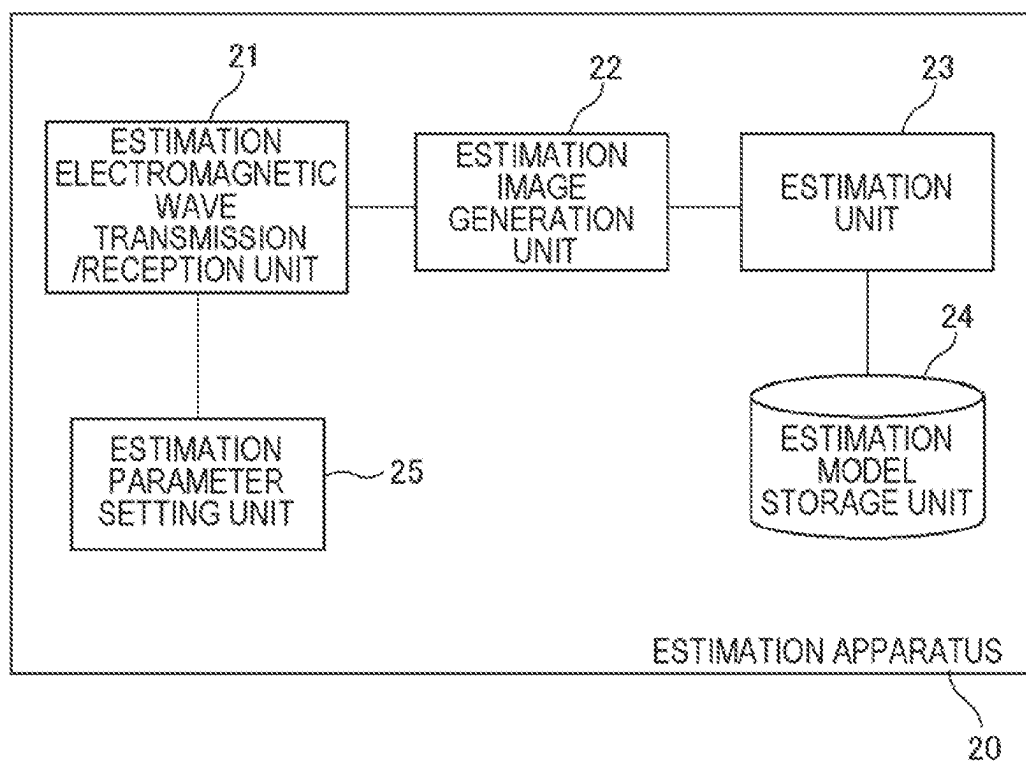 21
ESTIMATION
ELECTROMAGNETIC
WAVE
TRANSMISSION
/RECEPTION UNIT
22
ESTIMATION
IMAGE
GENERATION
UNIT
23
ESTIMATION
UNIT
24
ESTIMATION
MODEL
STORAGE UNIT
ESTIMATION
PARAMETER
SETTING UNIT
25
ESTIMATION APPARATUS
20